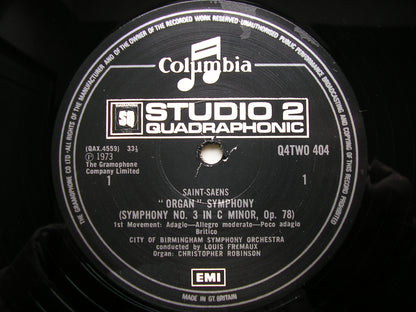 ALL RIGHTS OF THE MANUFACTURER AND OF THE OWNER OF THE RECORDED WORK RESERVED·UNAUTHORISED PUBLIC PERFORMANCE BROADCASTING AND COPYING OF THIS RECORD PROHIBITED
THE GRAMOPHONE CO LTD·
Columbia
SQ
STUDIO 2
QUADRAPHONIC
(QAX.4559) 33⅓
℗ 1973
The Gramophone
Company Limited
Q4TWO 404
1
1
SAINT-SAENS
"ORGAN" SYMPHONY
(SYMPHONY NO. 3 IN C MINOR, Op. 78)
1st Movement: Adagio—Allegro moderato—Poco adagio
Britico
CITY OF BIRMINGHAM SYMPHONY ORCHESTRA
conducted by LOUIS FREMAUX
Organ: CHRISTOPHER ROBINSON
EMI
MADE IN GT. BRITAIN